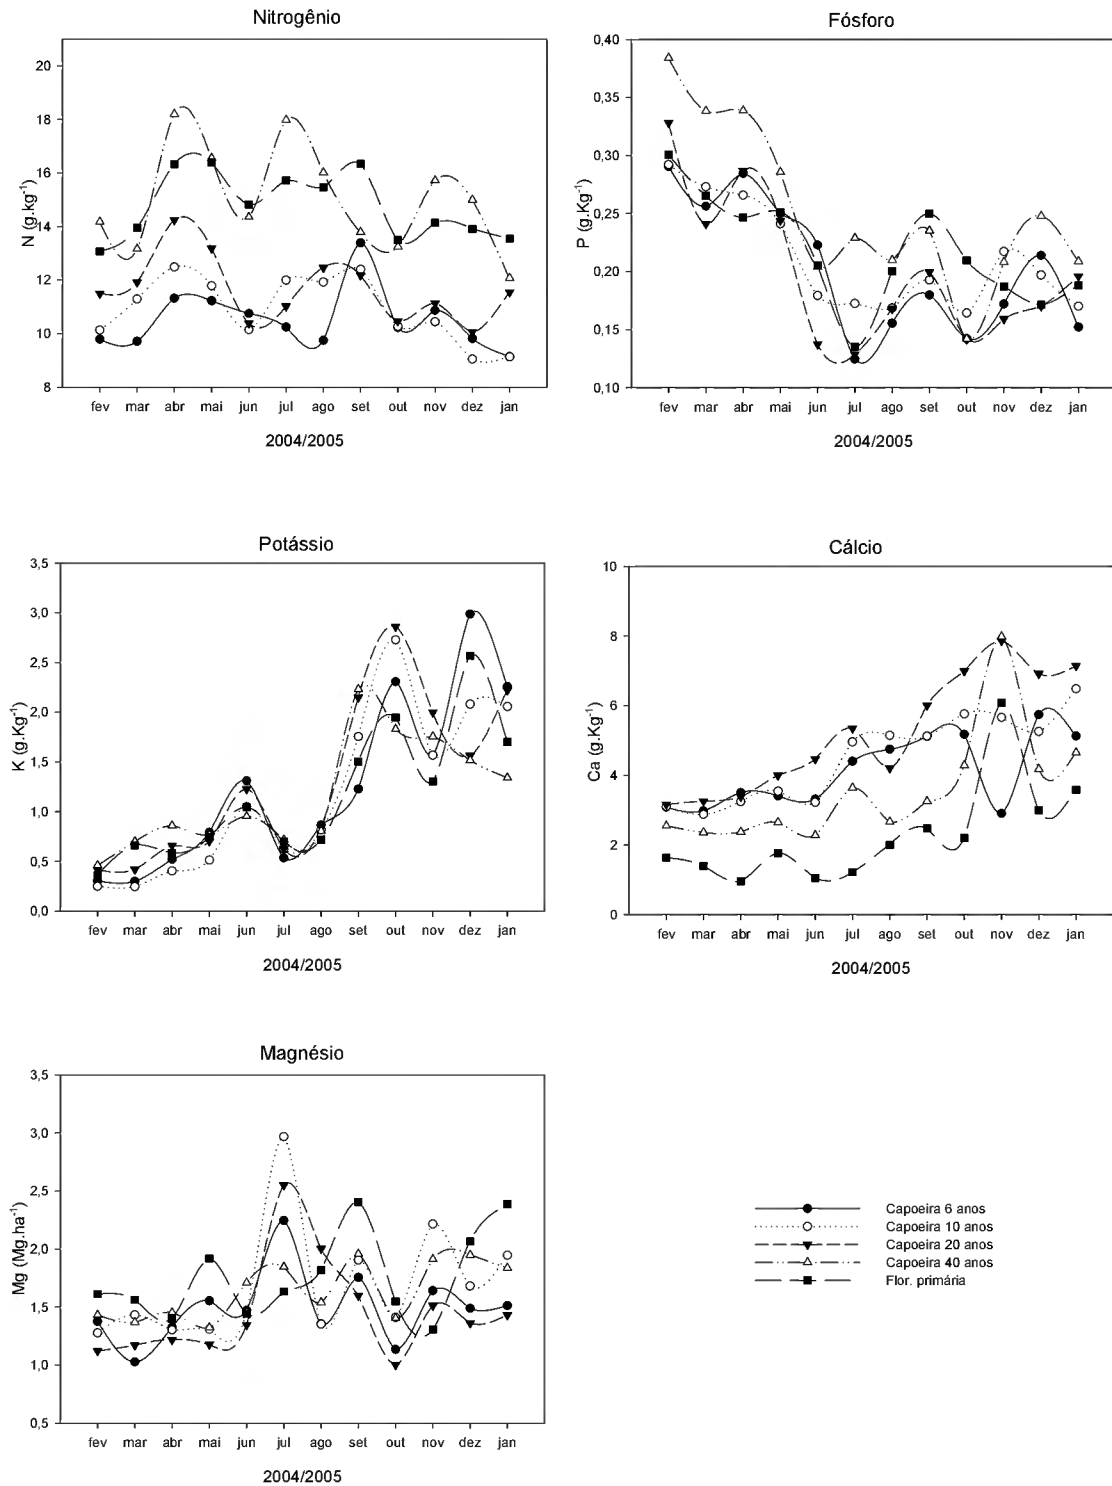 Nitrogênio
N (g.Kg-1)
20
18
16
14
12
10
8
fev mar abr mai jun jul ago set out nov dez jan
2004/2005
Fósforo
P (g.Kg-1)
0,40
0,35
0,30
0,25
0,20
0,15
0,10
fev mar abr mai jun jul ago set out nov dez jan
2004/2005
Potássio
K (g.Kg-1)
3,5
3,0
2,5
2,0
1,5
1,0
0,5
0,0
fev mar abr mai jun jul ago set out nov dez jan
2004/2005
Cálcio
Ca (g.Kg-1)
10
8
6
4
2
0
fev mar abr mai jun jul ago set out nov dez jan
2004/2005
Magnésio
Mg (Mg.ha-1)
3,5
3,0
2,5
2,0
1,5
1,0
0,5
fev mar abr mai jun jul ago set out nov dez jan
2004/2005
Capoeira 6 anos
Capoeira 10 anos
Capoeira 20 anos
Capoeira 40 anos
Flor. primária